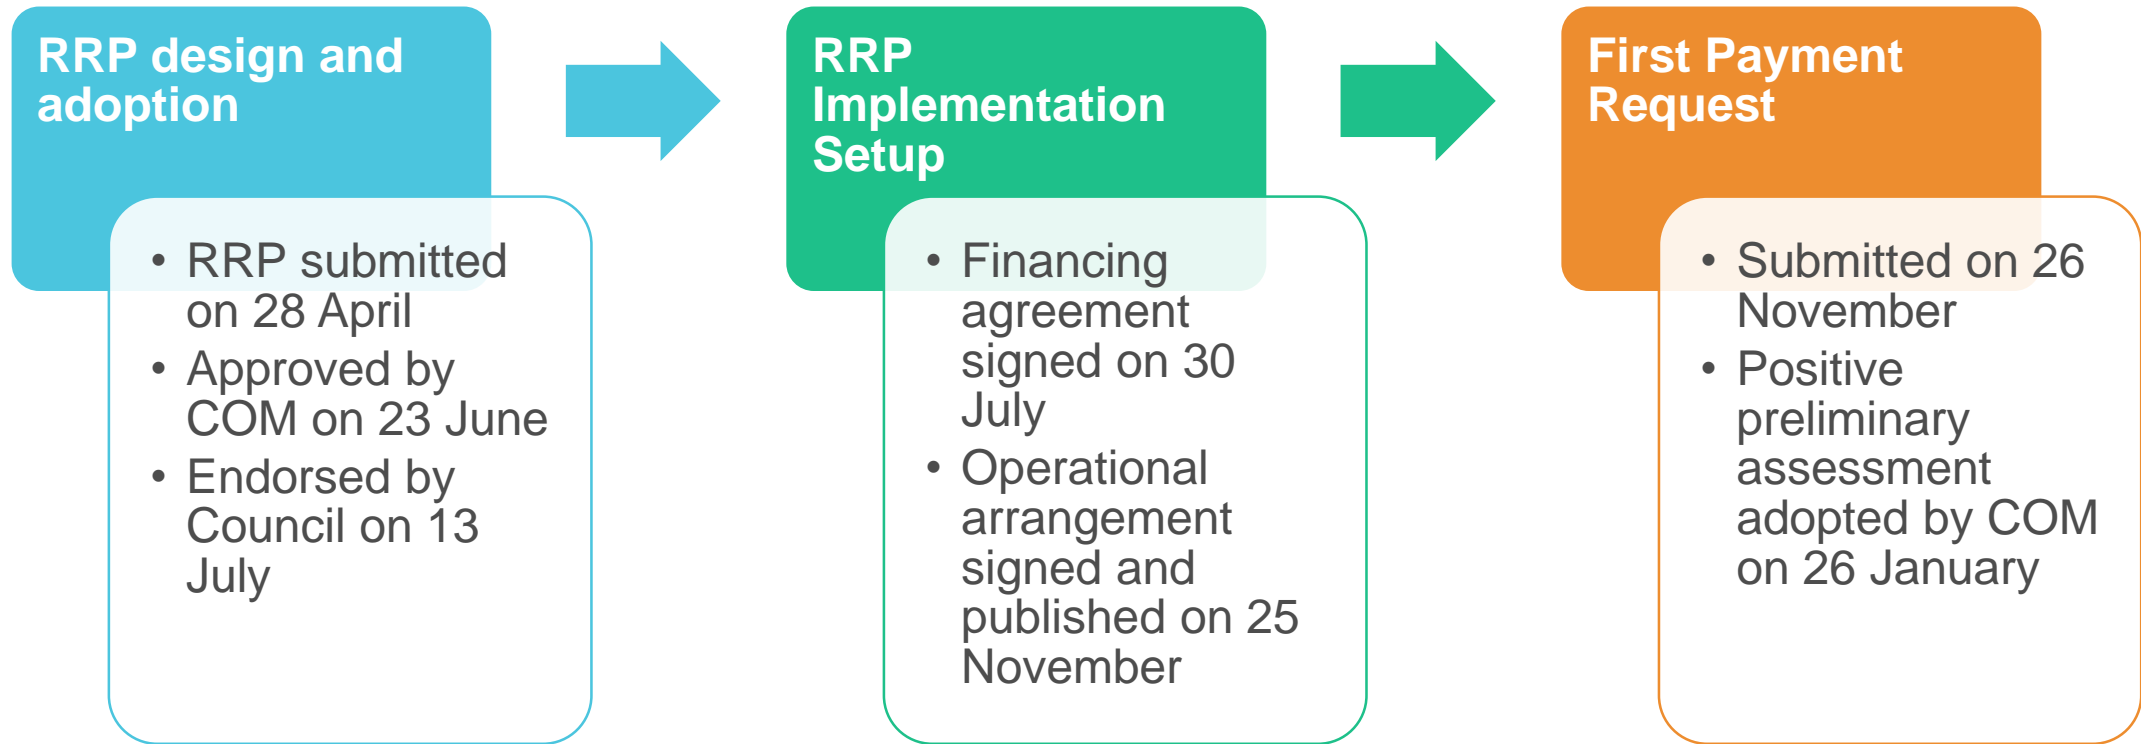 RRP design and
adoption
• RRP submitted
on 28 April
• Approved by
COM on 23 June
• Endorsed by
Council on 13
July
RRP
Implementation
Setup
• Financing
agreement
signed on 30
July
• Operational
arrangement
signed and
published on 25
November
First Payment
Request
• Submitted on 26
November
• Positive
preliminary
assessment
adopted by COM
on 26 January